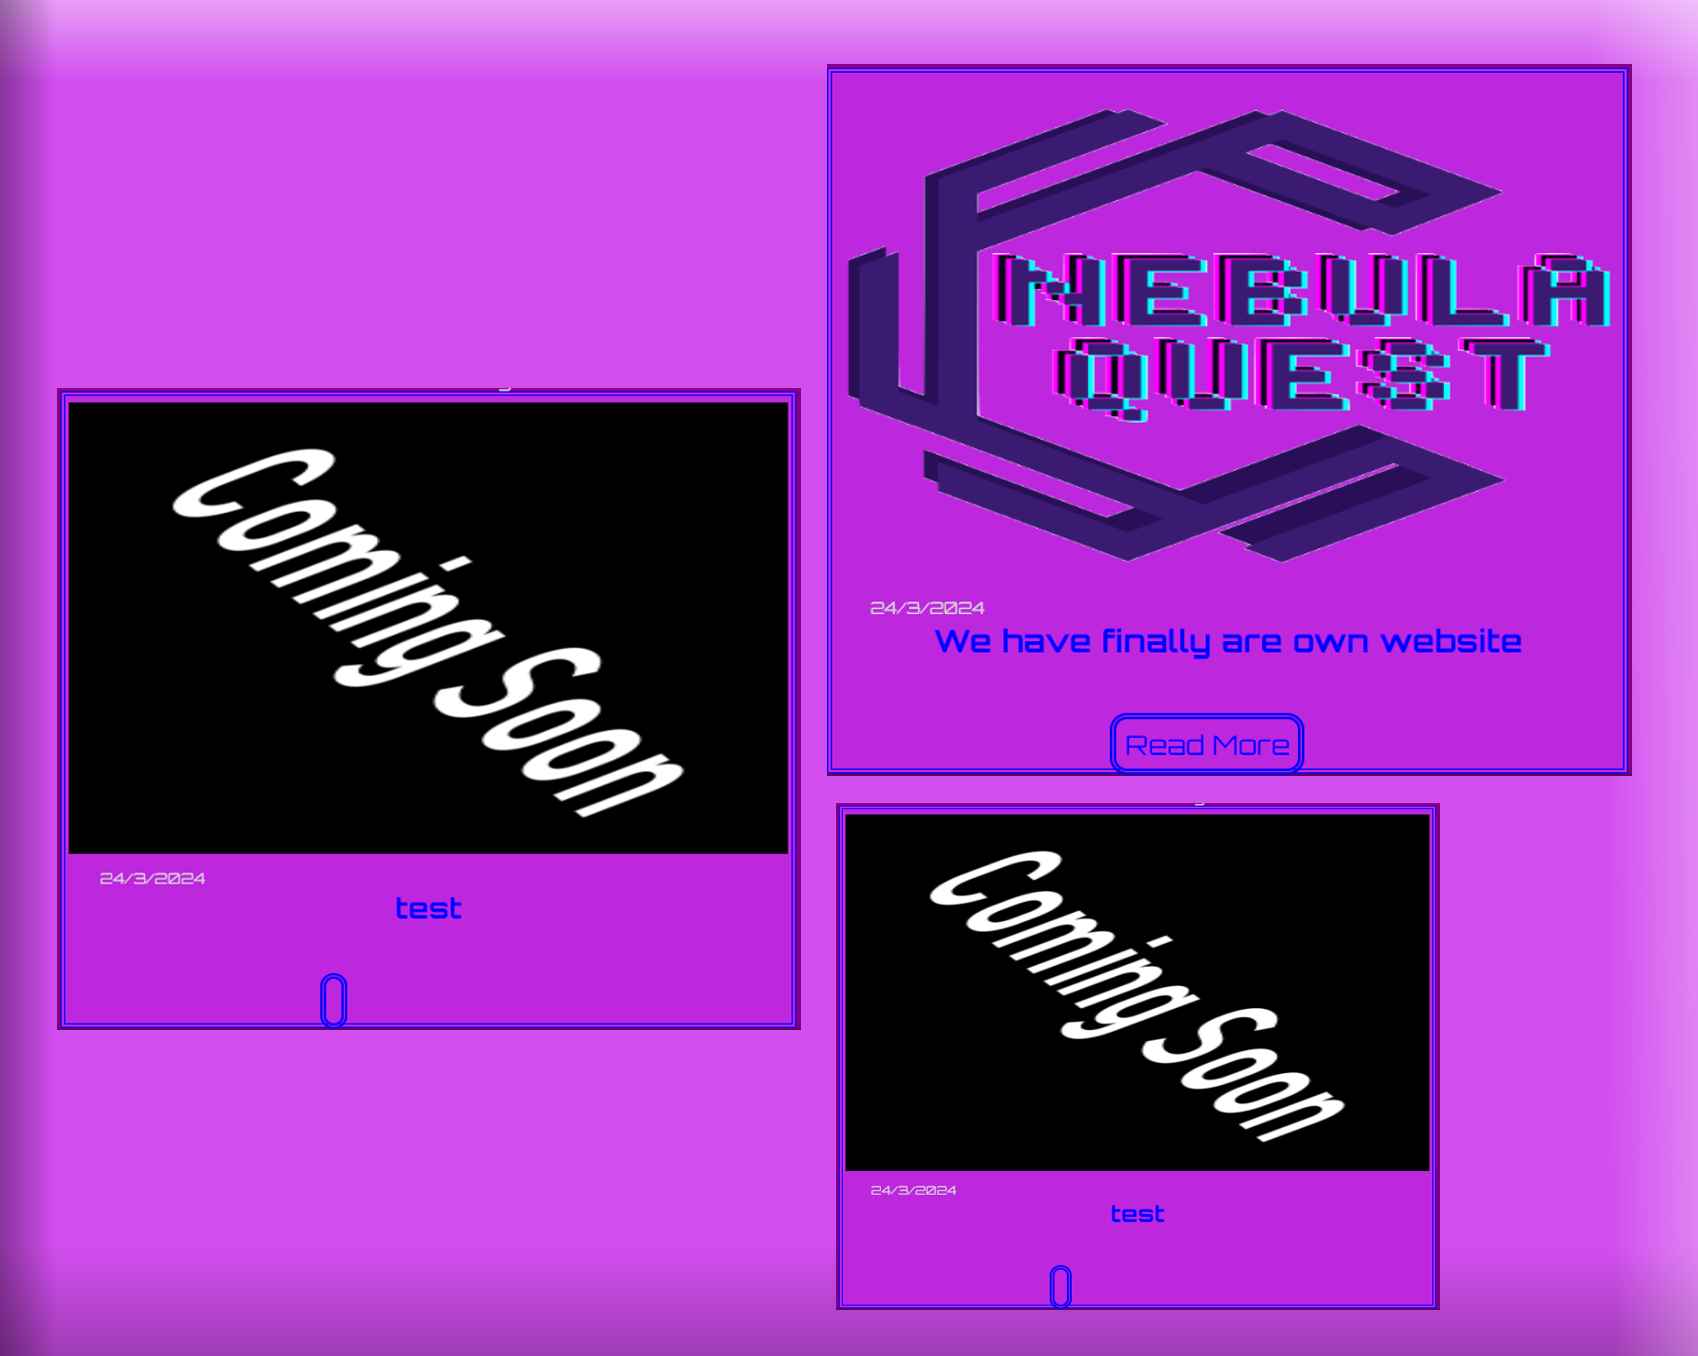 NEBULA
QUEST
24/3/2024
We have finally are own website
Read More
Coming Soon
24/3/2024
test
Coming Soon
24/3/2024
test